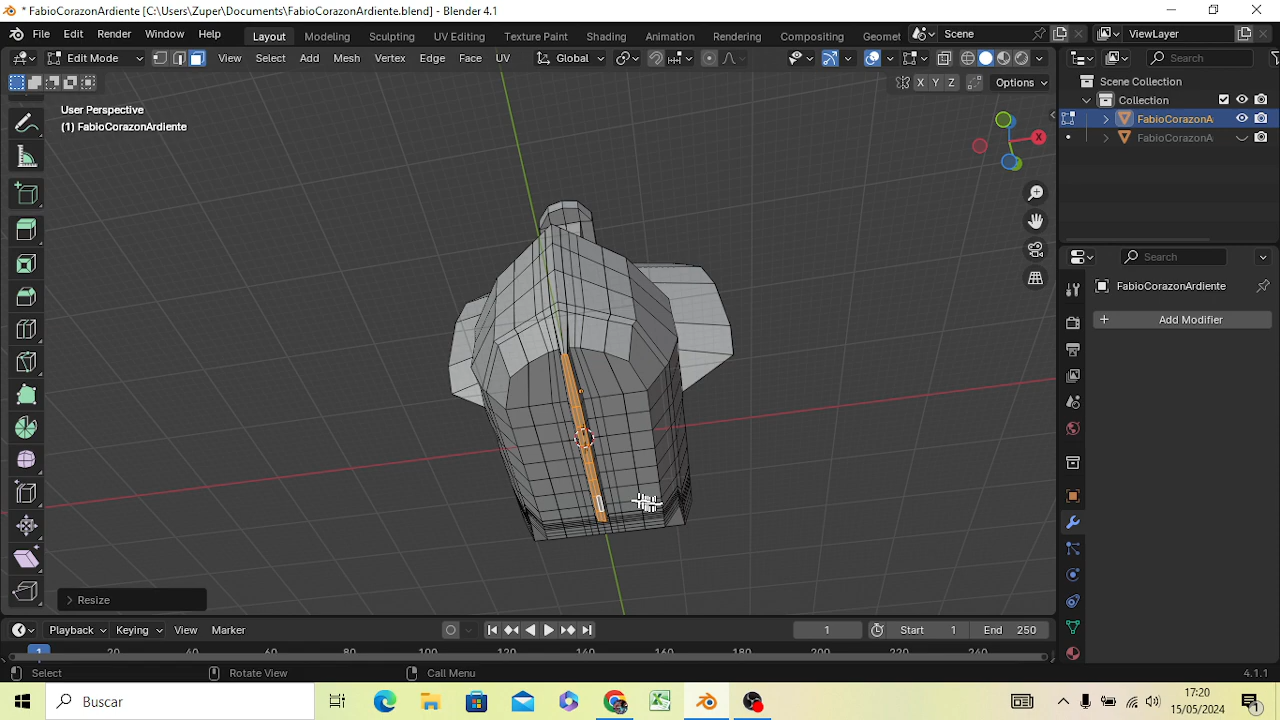 * FabioCorazonArdiente [C:\Users\Zuper\Documents\FabioCorazonArdiente.blend] - Blender 4.1
File Edit Render Window Help Layout Modeling Sculpting UV Editing Texture Paint Shading Animation Rendering Compositing Geomet Scene ViewLayer
Edit Mode View Select Add Mesh Vertex Edge Face UV Global Search
X Y Z Options
User Perspective
(1) FabioCorazonArdiente
Scene Collection
Collection
FabioCorazonA
FabioCorazonA
X
Search
FabioCorazonArdiente
+ Add Modifier
> Resize
Playback Keying View Marker 1 Start 1 End 250
1 20 40 60 80 100 120 140 160 180 200 220 240
Select Rotate View Call Menu 4.1.1
Buscar
17:20
15/05/2024
1